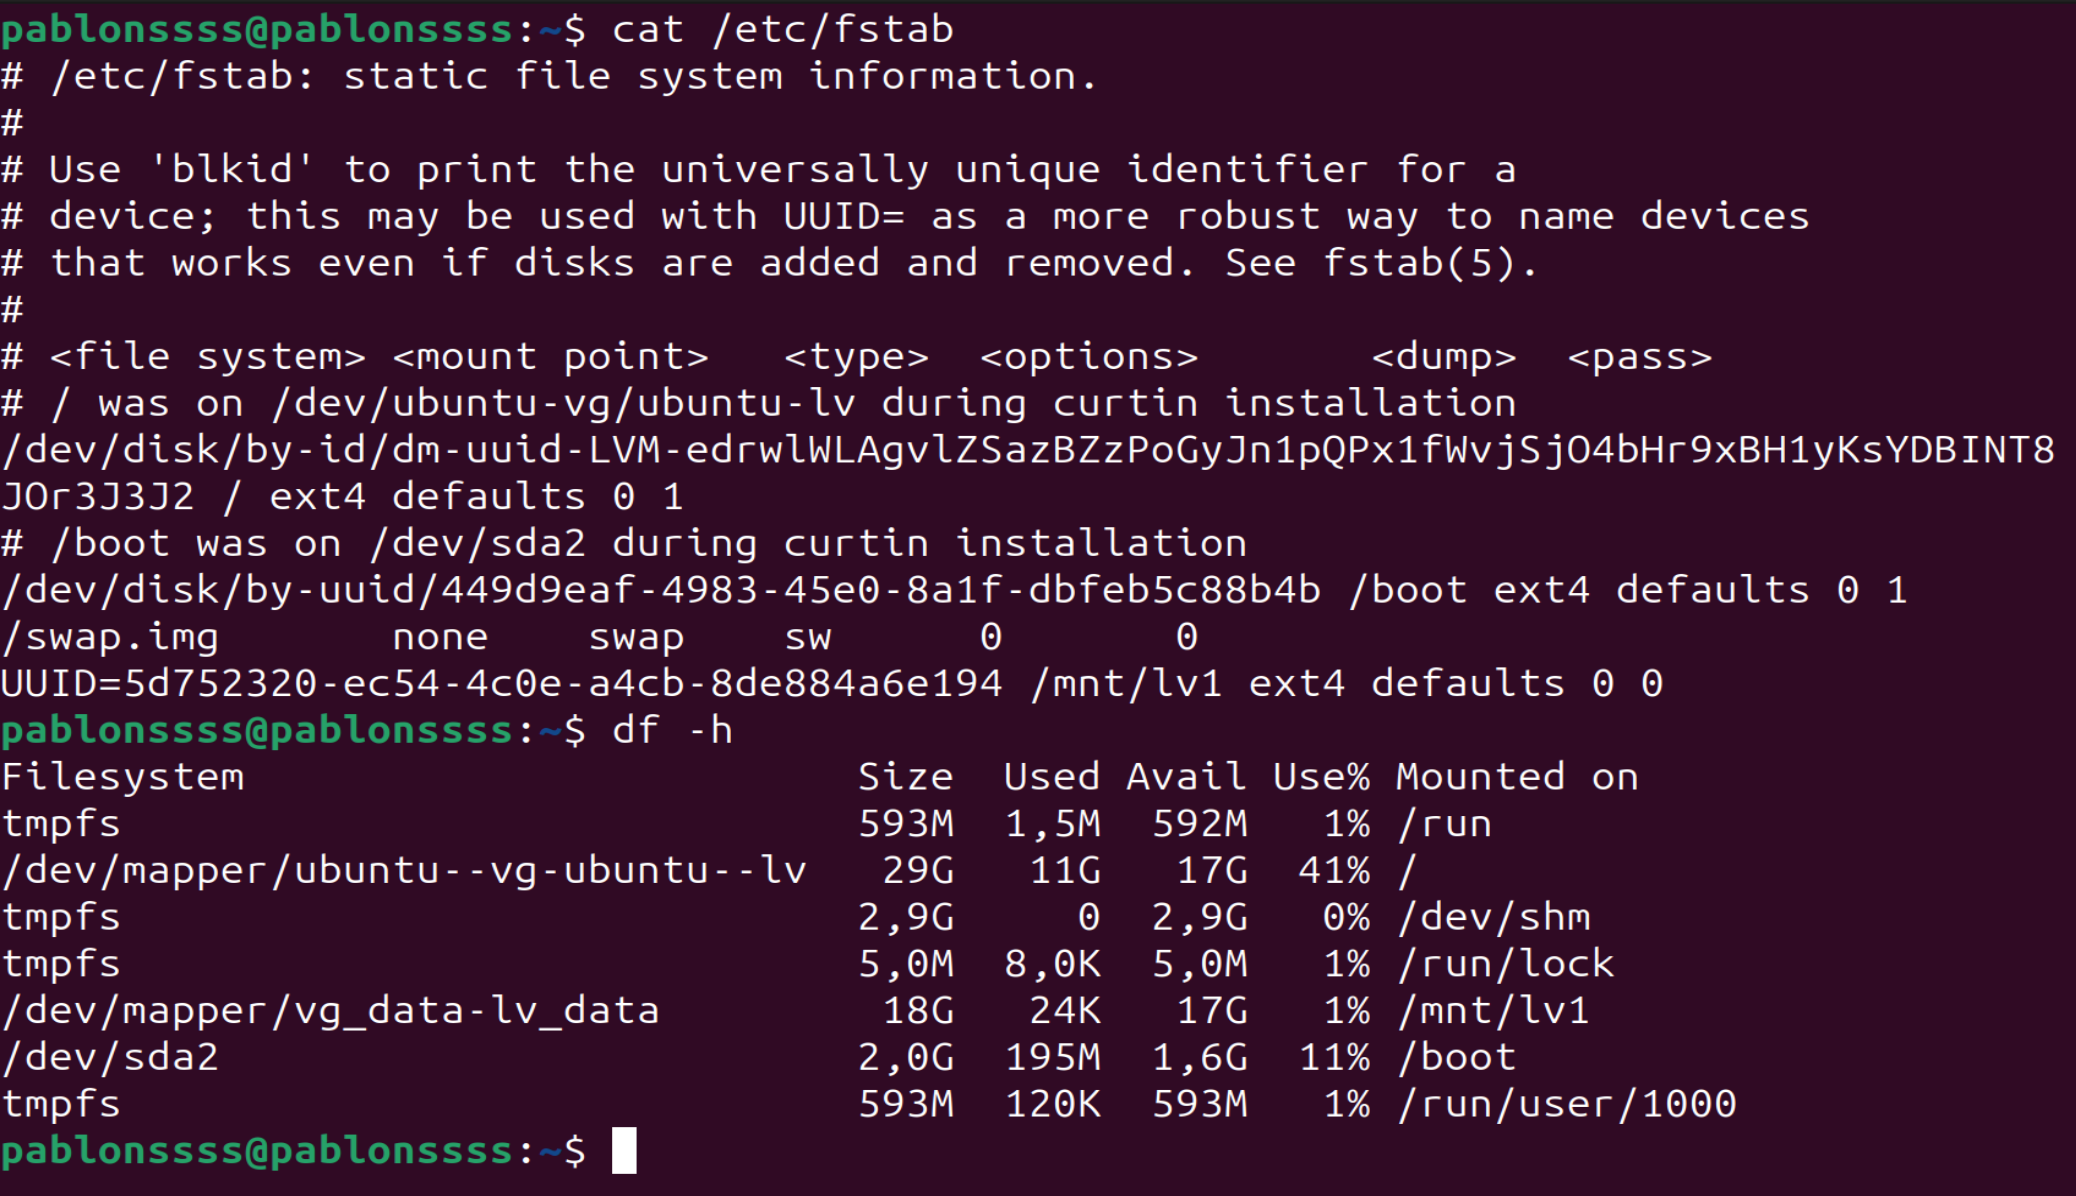 pablonssss@pablonssss:~$ cat /etc/fstab
# /etc/fstab: static file system information.
#
# Use 'blkid' to print the universally unique identifier for a
# device; this may be used with UUID= as a more robust way to name devices
# that works even if disks are added and removed. See fstab(5).
#
# <file system> <mount point>   <type>  <options>       <dump>  <pass>
# / was on /dev/ubuntu-vg/ubuntu-lv during curtin installation
/dev/disk/by-id/dm-uuid-LVM-edrwlWLAgvlZSazBZzPoGyJn1pQPx1fWvjSjO4bHr9xBH1yKsYDBINT8
JOr3J3J2 / ext4 defaults 0 1
# /boot was on /dev/sda2 during curtin installation
/dev/disk/by-uuid/449d9eaf-4983-45e0-8a1f-dbfeb5c88b4b /boot ext4 defaults 0 1
/swap.img       none    swap    sw      0       0
UUID=5d752320-ec54-4c0e-a4cb-8de884a6e194 /mnt/lv1 ext4 defaults 0 0
pablonssss@pablonssss:~$ df -h
Filesystem                         Size  Used Avail Use% Mounted on
tmpfs                              593M  1,5M  592M   1% /run
/dev/mapper/ubuntu--vg-ubuntu--lv   29G   11G   17G  41% /
tmpfs                              2,9G     0  2,9G   0% /dev/shm
tmpfs                              5,0M  8,0K  5,0M   1% /run/lock
/dev/mapper/vg_data-lv_data         18G   24K   17G   1% /mnt/lv1
/dev/sda2                          2,0G  195M  1,6G  11% /boot
tmpfs                              593M  120K  593M   1% /run/user/1000
pablonssss@pablonssss:~$